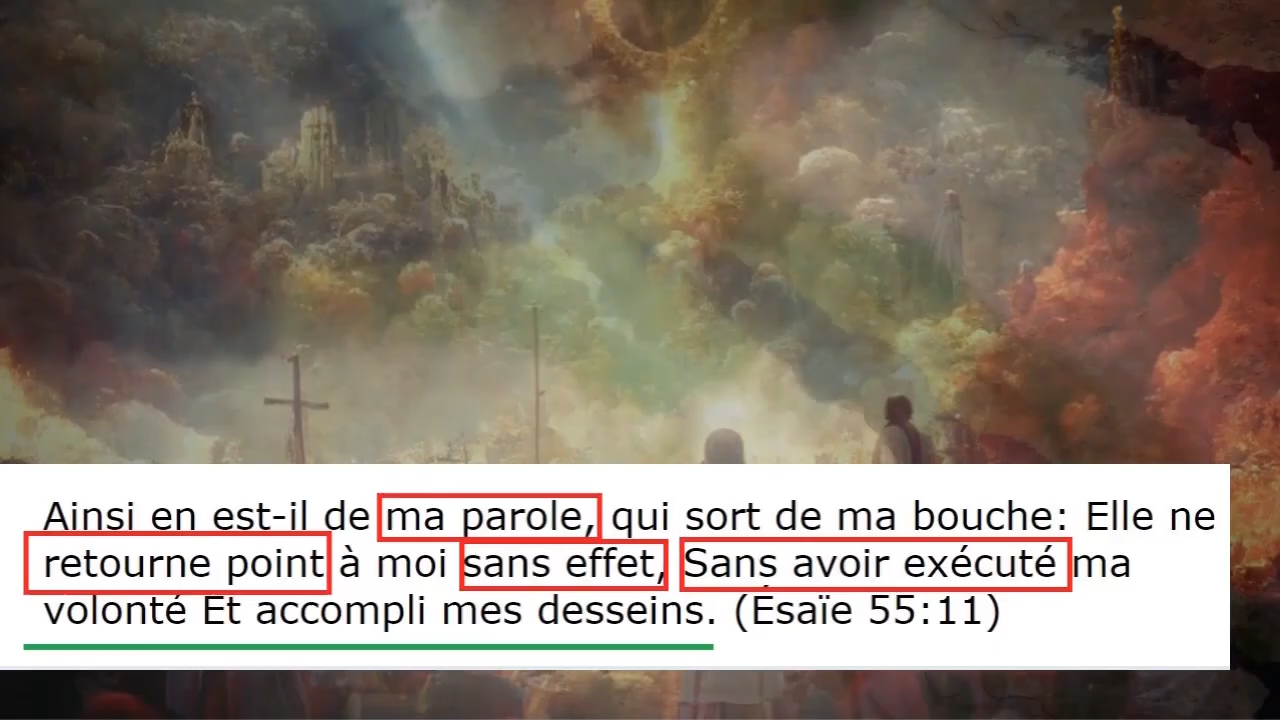 Ainsi en est-il de ma parole, qui sort de ma bouche: Elle ne
retourne point à moi sans effet, Sans avoir exécuté ma
volonté Et accompli mes desseins. (Ésaïe 55:11)